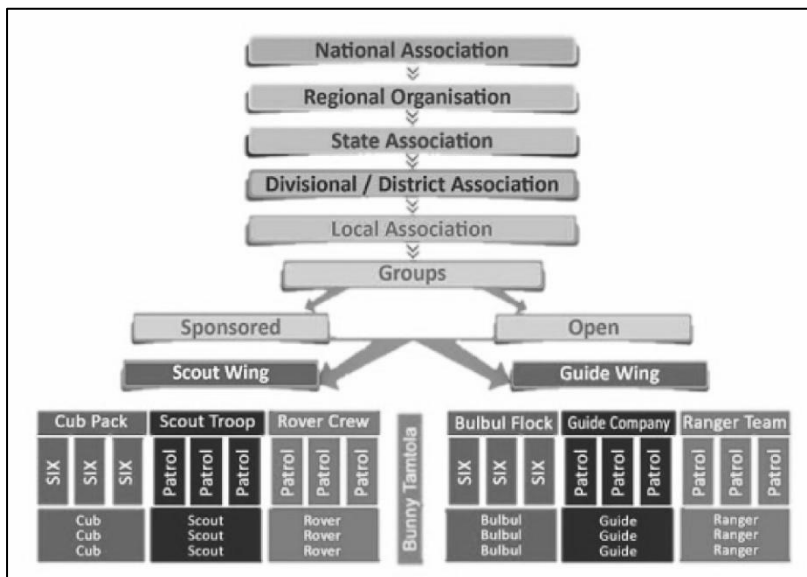 National Association
Regional Organisation
State Association
Divisional / District Association
Local Association
Groups
Sponsored
Open
Scout Wing
Guide Wing
Cub Pack
SIX
SIX
SIX
Cub
Cub
Cub
Scout Troop
Patrol
Patrol
Patrol
Scout
Scout
Scout
Rover Crew
Patrol
Patrol
Patrol
Rover
Rover
Rover
Bunny Tamtola
Bulbul Flock
SIX
SIX
SIX
Bulbul
Bulbul
Bulbul
Guide Company
Patrol
Patrol
Patrol
Guide
Guide
Guide
Ranger Team
Patrol
Patrol
Patrol
Ranger
Ranger
Ranger